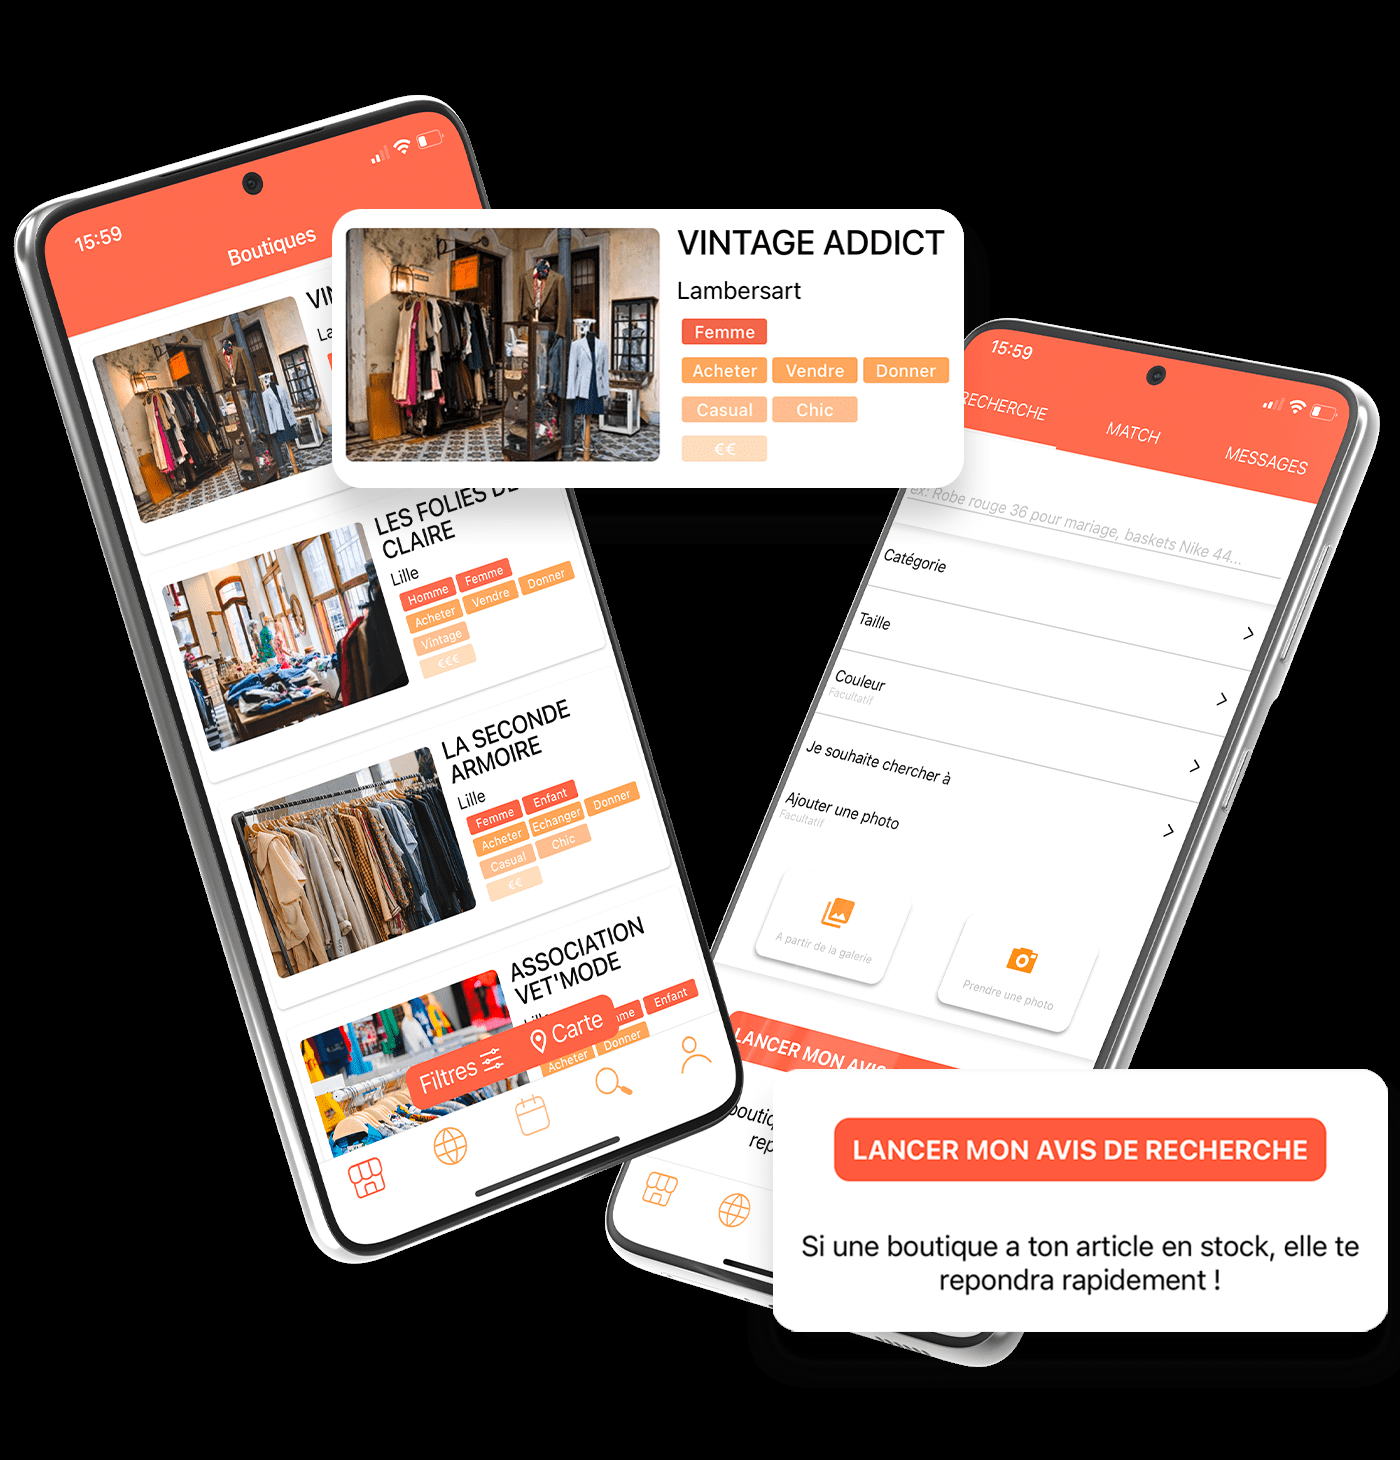 15:59
Boutiques
VIN
La
VINTAGE ADDICT
Lambersart
Femme
Acheter Vendre Donner
Casual Chic
€€
LES FOLIES DE
CLAIRE
Lille
Homme Femme
Acheter Vendre Donner
Vintage
€€€
LA SECONDE
ARMOIRE
Lille
Femme Enfant
Acheter Echanger Donner
Casual Chic
€€
ASSOCIATION
VET'MODE
Enfant
Acheter Donner
Filtres Carte
15:59
RECHERCHE MATCH MESSAGES
ex: Robe rouge 36 pour mariage, baskets Nike 44...
Catégorie
Taille
Couleur
Facultatif
Je souhaite chercher à
Ajouter une photo
Facultatif
A partir de la galerie
Prendre une photo
LANCER MON AVIS
LANCER MON AVIS DE RECHERCHE
Si une boutique a ton article en stock, elle te
repondra rapidement !